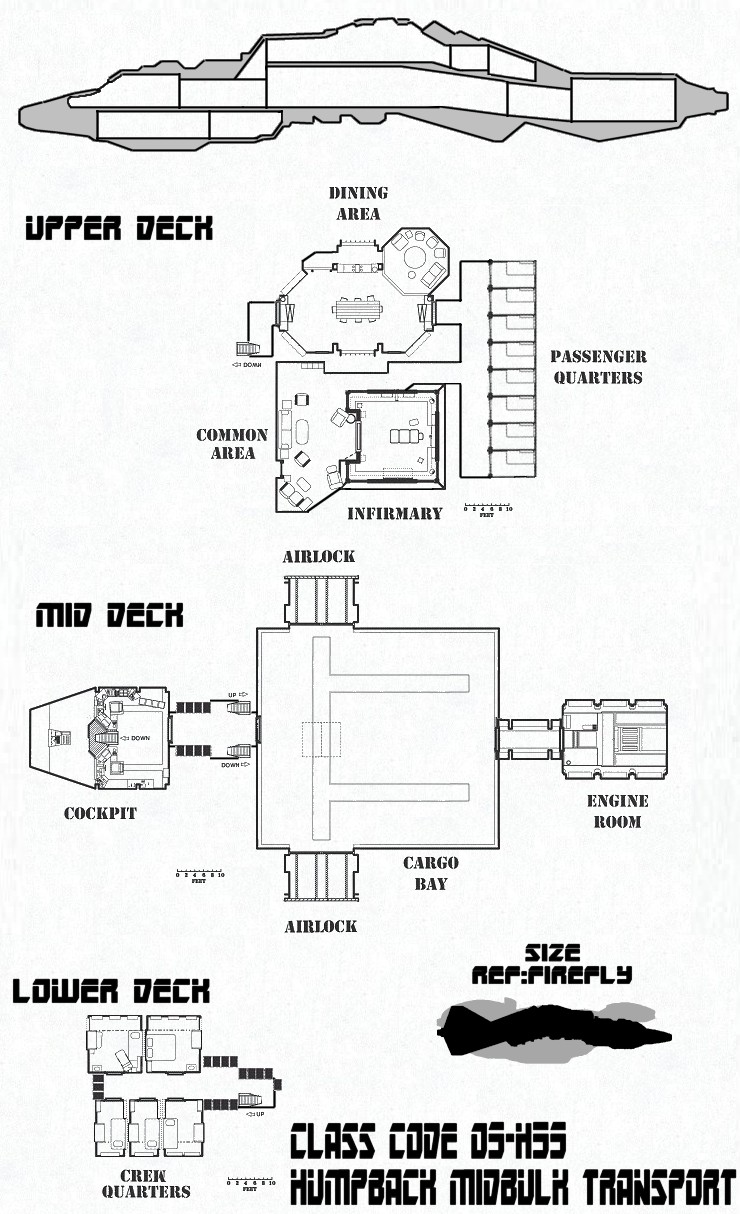 UPPER DECK
DINING
AREA
DOWN
PASSENGER
QUARTERS
COMMON
AREA
INFIRMARY
0 2 4 6 8 10
FEET
MID DECK
AIRLOCK
UP
DOWN
DOWN
COCKPIT
ENGINE
ROOM
CARGO
BAY
0 2 4 6 8 10
FEET
AIRLOCK
SIZE
REF:FIREFLY
LOWER DECK
UP
CREW
QUARTERS
0 2 4 6 8 10
FEET
CLASS CODE 05-H55
HUMPBACK MIDBULK TRANSPORT